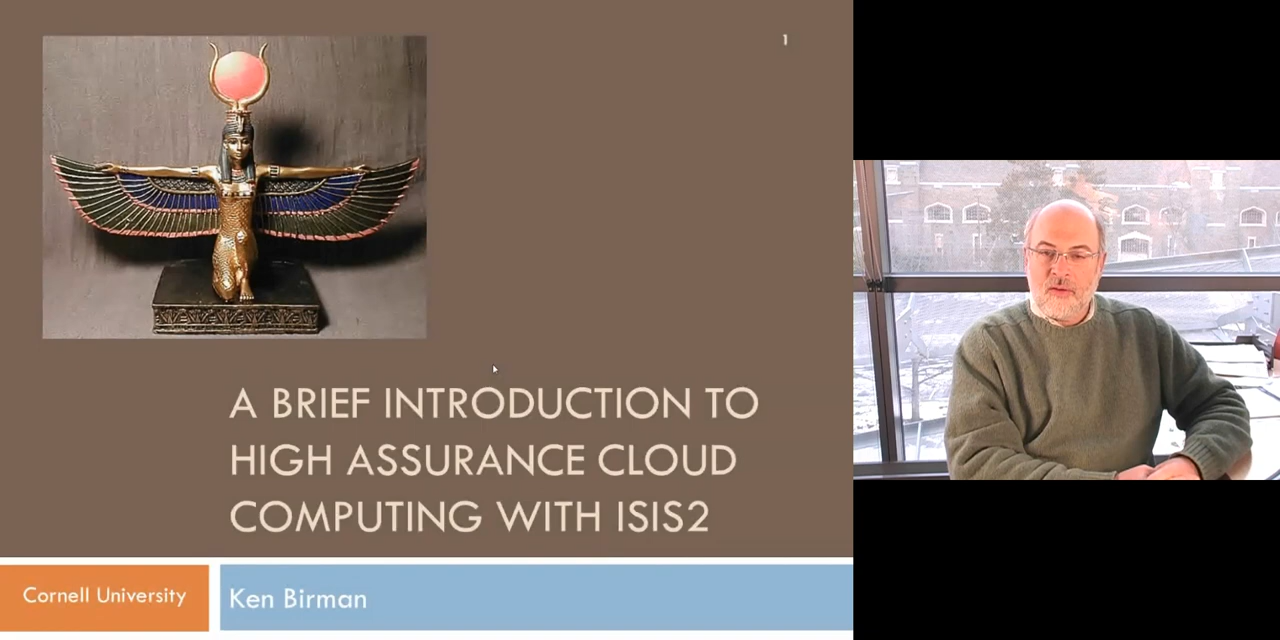 1
A BRIEF INTRODUCTION TO
HIGH ASSURANCE CLOUD
COMPUTING WITH ISIS2
Cornell University
Ken Birman